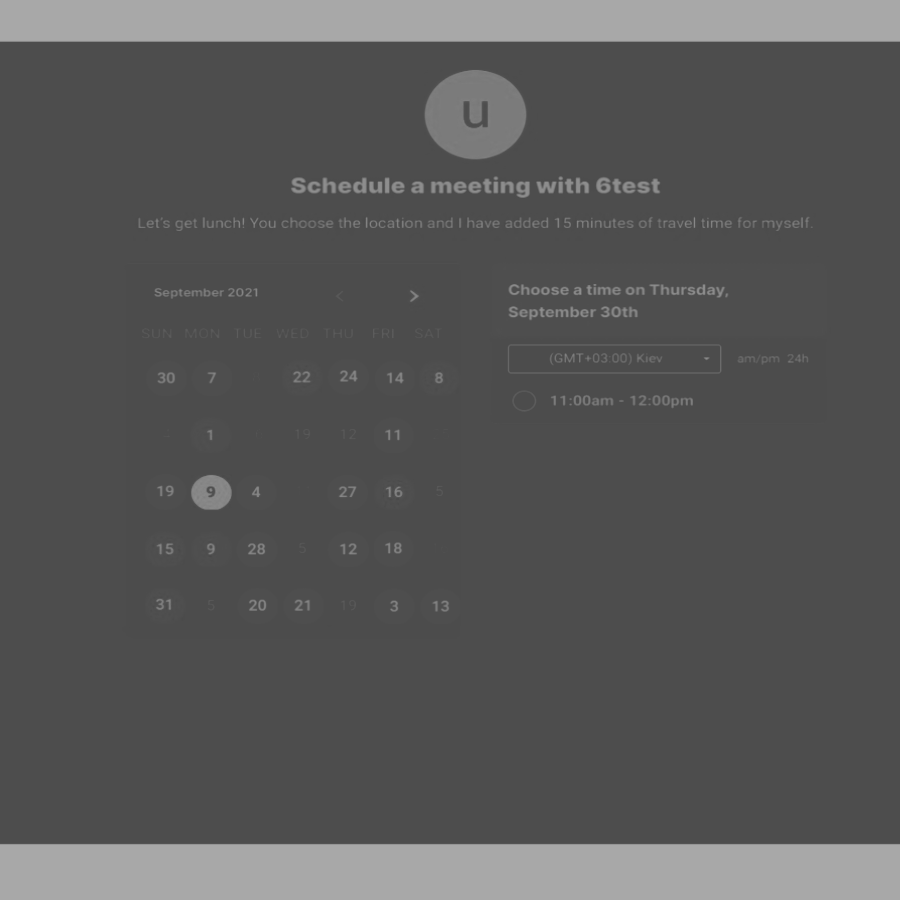 u
Schedule a meeting with 6test
Let's get lunch! You choose the location and I have added 15 minutes of travel time for myself.
September 2021
SUN MON TUE WED THU FRI SAT
30 7 22 24 14 8
1 19 12 11
19 9 4 27 16 5
15 9 28 5 12 18
31 5 20 21 19 3 13
Choose a time on Thursday,
September 30th
(GMT+03:00) Kiev am/pm 24h
11:00am - 12:00pm